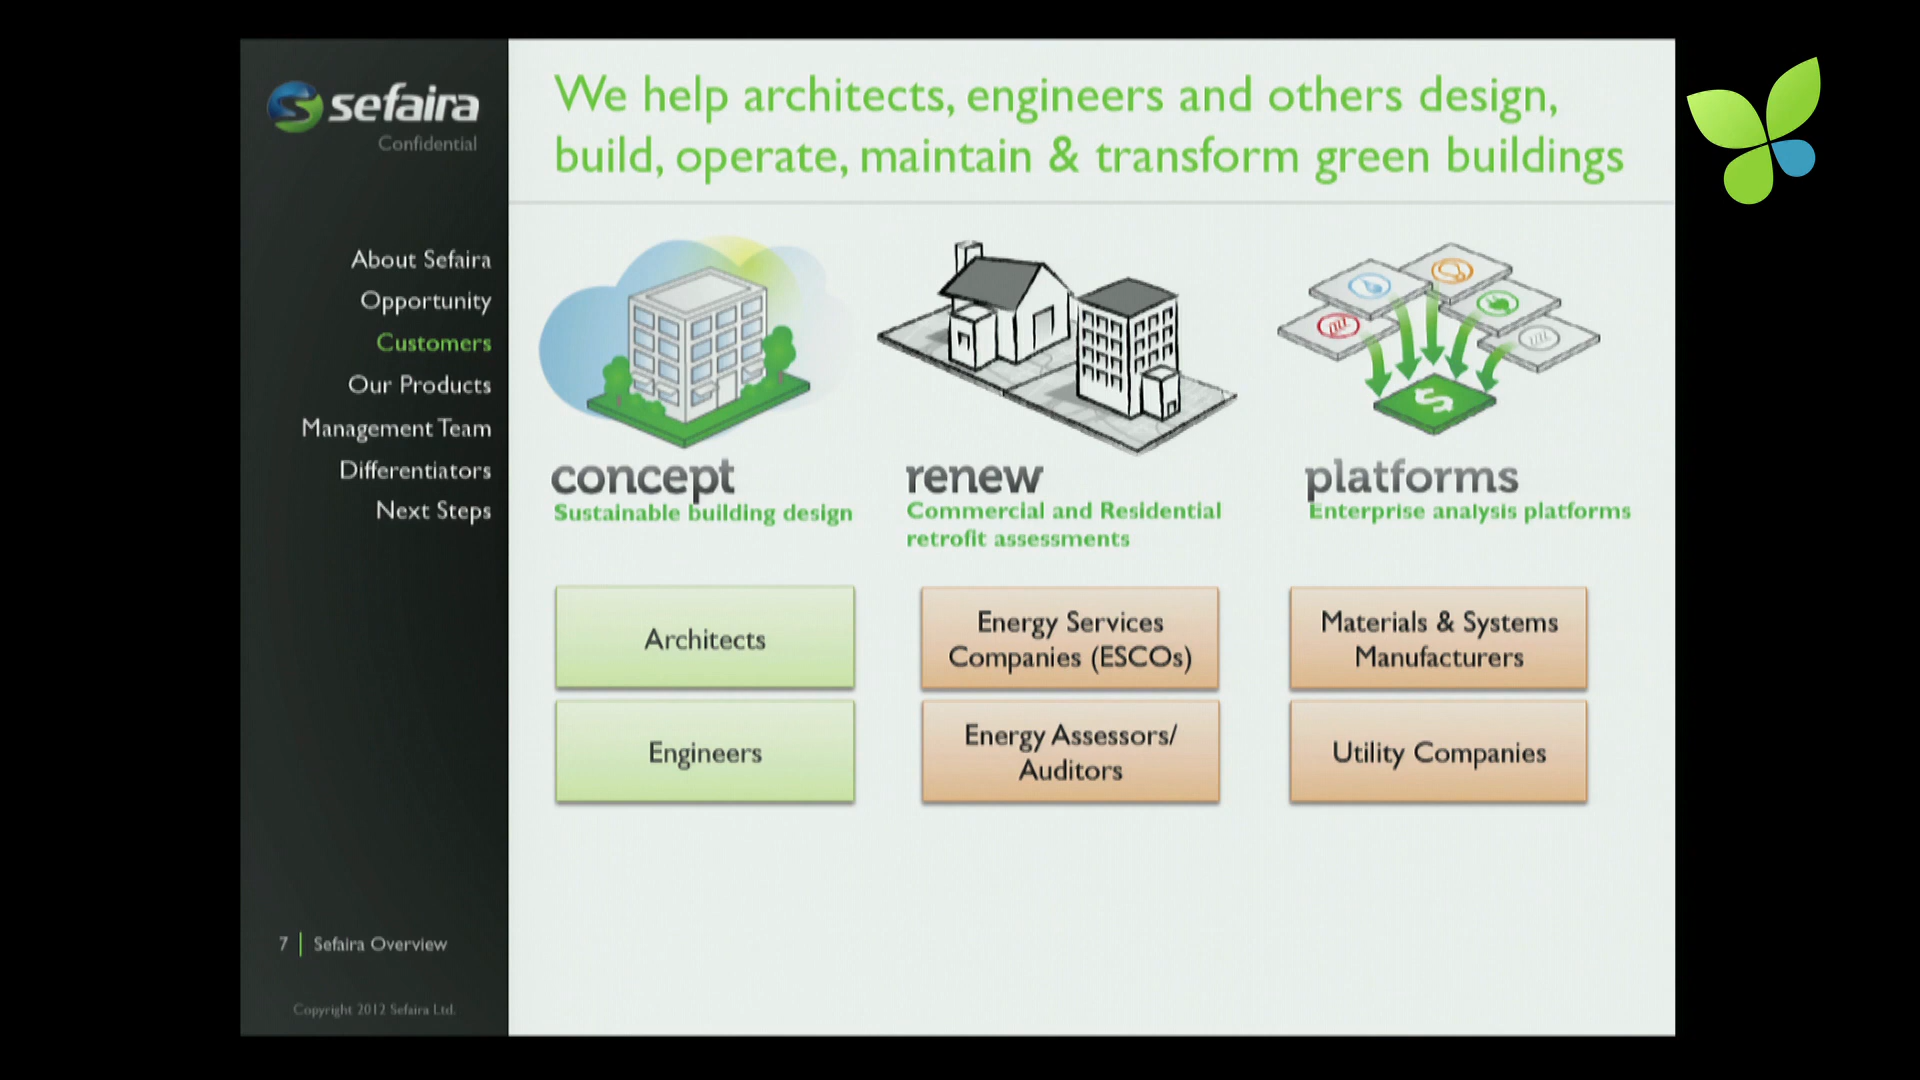 sefaira
Confidential
About Sefaira
Opportunity
Customers
Our Products
Management Team
Differentiators
Next Steps
7 | Sefaira Overview
Copyright 2012 Sefaira Ltd.
We help architects, engineers and others design,
build, operate, maintain & transform green buildings
concept
Sustainable building design
Architects
Engineers
renew
Commercial and Residential
retrofit assessments
Energy Services
Companies (ESCOs)
Energy Assessors/
Auditors
$
platforms
Enterprise analysis platforms
Materials & Systems
Manufacturers
Utility Companies